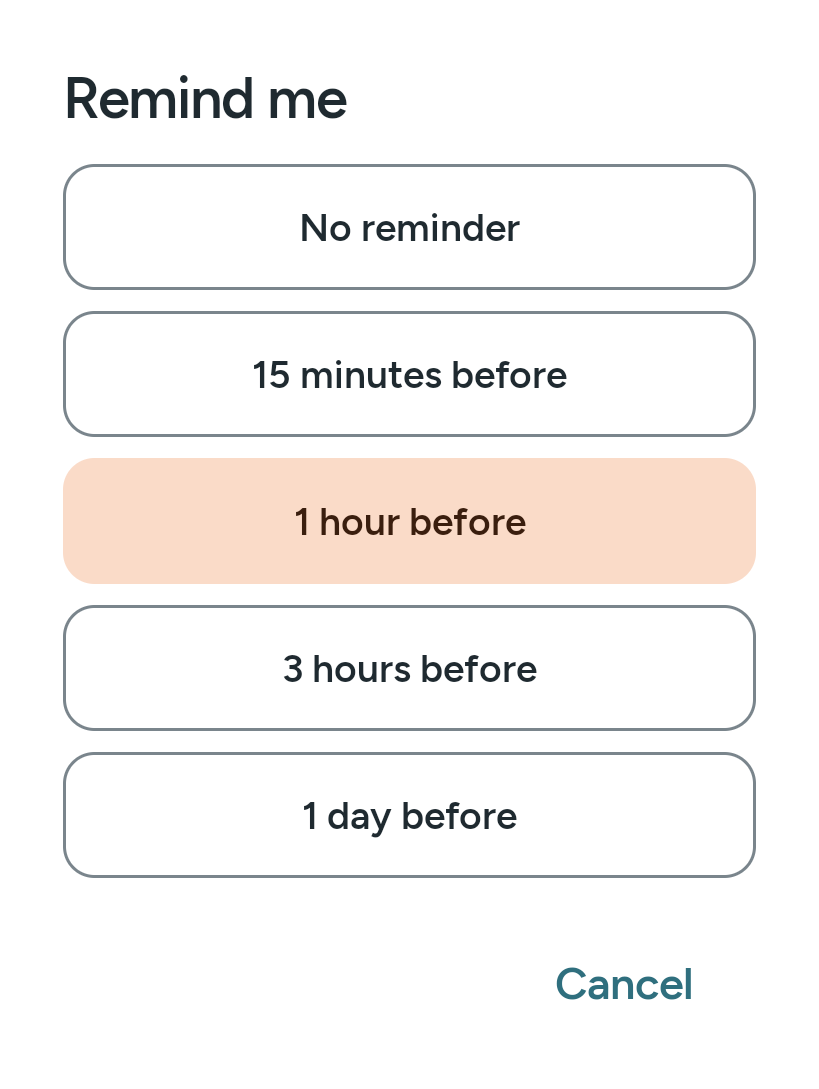 Remind me
No reminder
15 minutes before
1 hour before
3 hours before
1 day before
Cancel